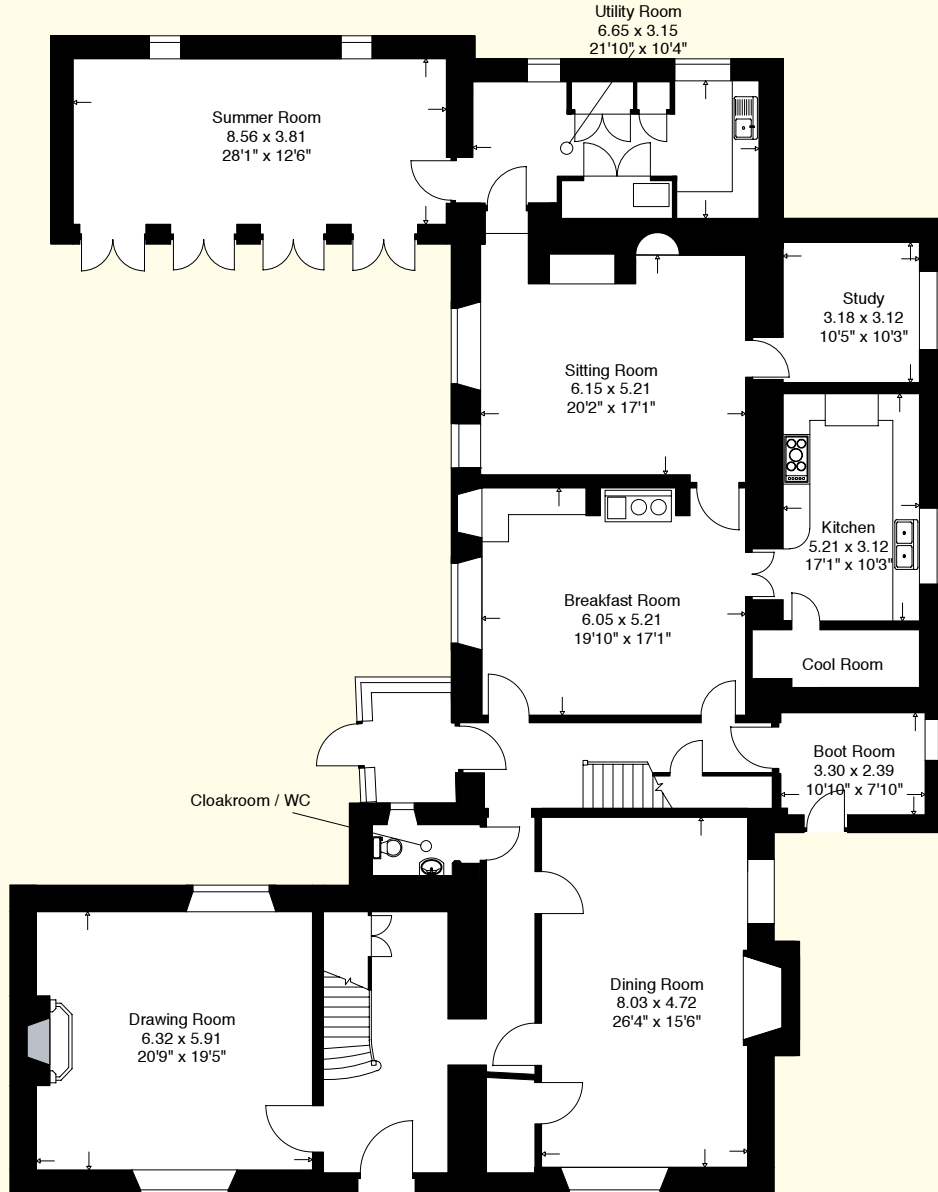 Utility Room
6.65 x 3.15
21'10" x 10'4"
Summer Room
8.56 x 3.81
28'1" x 12'6"
Study
3.18 x 3.12
10'5" x 10'3"
Sitting Room
6.15 x 5.21
20'2" x 17'1"
Kitchen
5.21 x 3.12
17'1" x 10'3"
Breakfast Room
6.05 x 5.21
19'10" x 17'1"
Cool Room
Boot Room
3.30 x 2.39
10'10" x 7'10"
Cloakroom / WC
Dining Room
8.03 x 4.72
26'4" x 15'6"
Drawing Room
6.32 x 5.91
20'9" x 19'5"